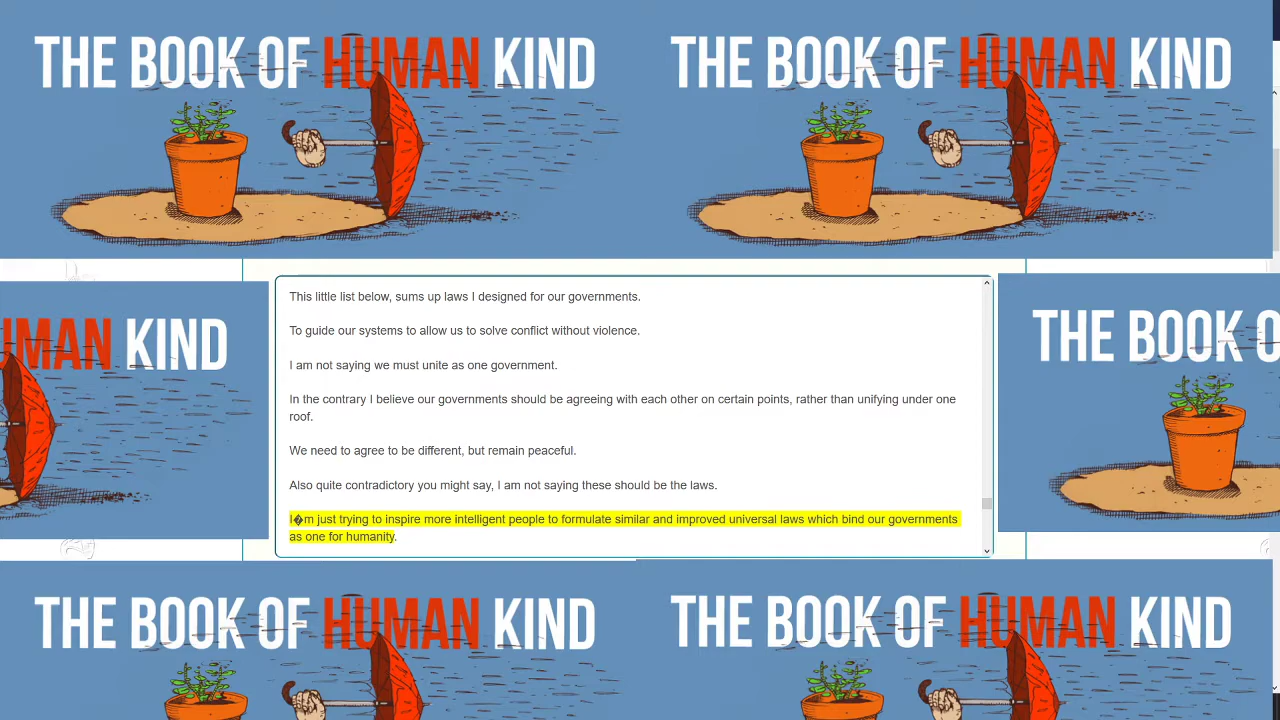 THE BOOK OF HUMAN KIND
THE BOOK OF HUMAN KIND
This little list below, sums up laws I designed for our governments.
To guide our systems to allow us to solve conflict without violence.
I am not saying we must unite as one government.
In the contrary I believe our governments should be agreeing with each other on certain points, rather than unifying under one
roof.
We need to agree to be different, but remain peaceful.
Also quite contradictory you might say, I am not saying these should be the laws.
I�m just trying to inspire more intelligent people to formulate similar and improved universal laws which bind our governments
as one for humanity.
UMAN KIND
THE BOOK O
THE BOOK OF HUMAN KIND
THE BOOK OF HUMAN KIND